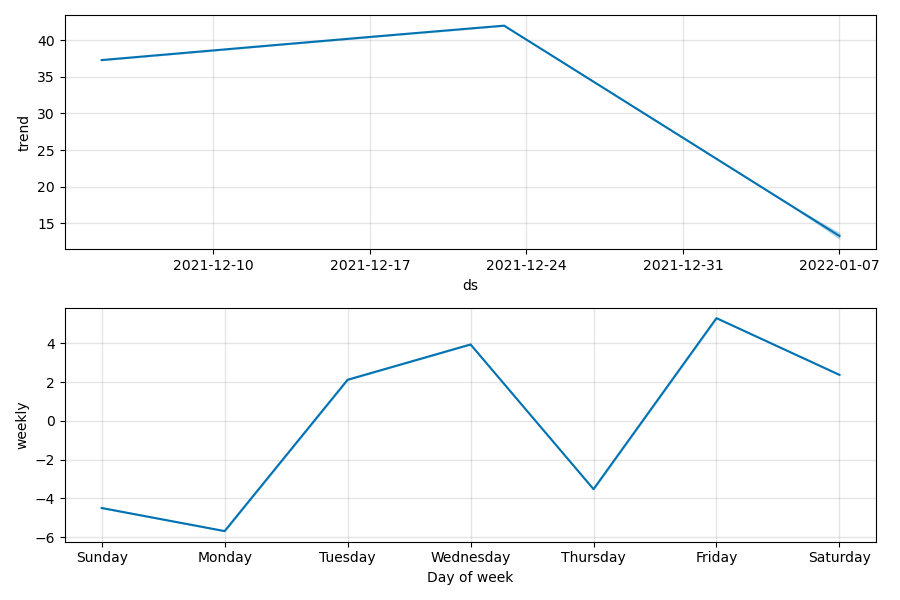 40
35
30
25
20
15
trend
2021-12-10 2021-12-17 2021-12-24 2021-12-31 2022-01-07
ds
4
2
0
−2
−4
−6
weekly
Sunday Monday Tuesday Wednesday Thursday Friday Saturday
Day of week